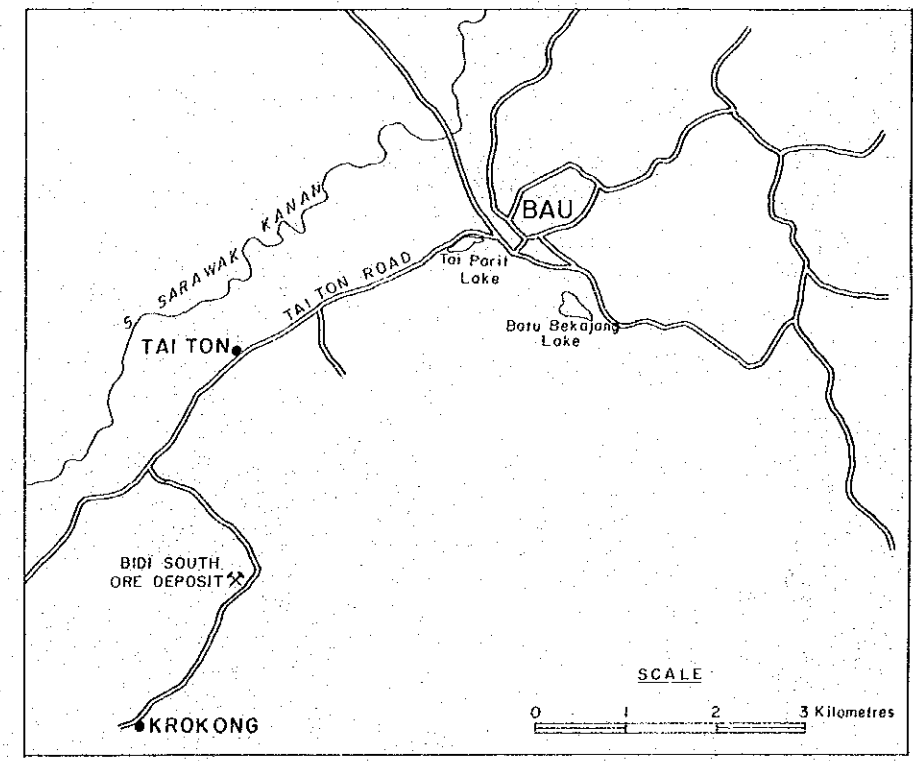 BAU
S. SARAWAK KANAN
Tai Parit
Lake
TAI TON ROAD
Batu Bekajang
Lake
TAI TON
BIDI SOUTH
ORE DEPOSIT
SCALE
0 1 2 3 Kilometres
KROKONG